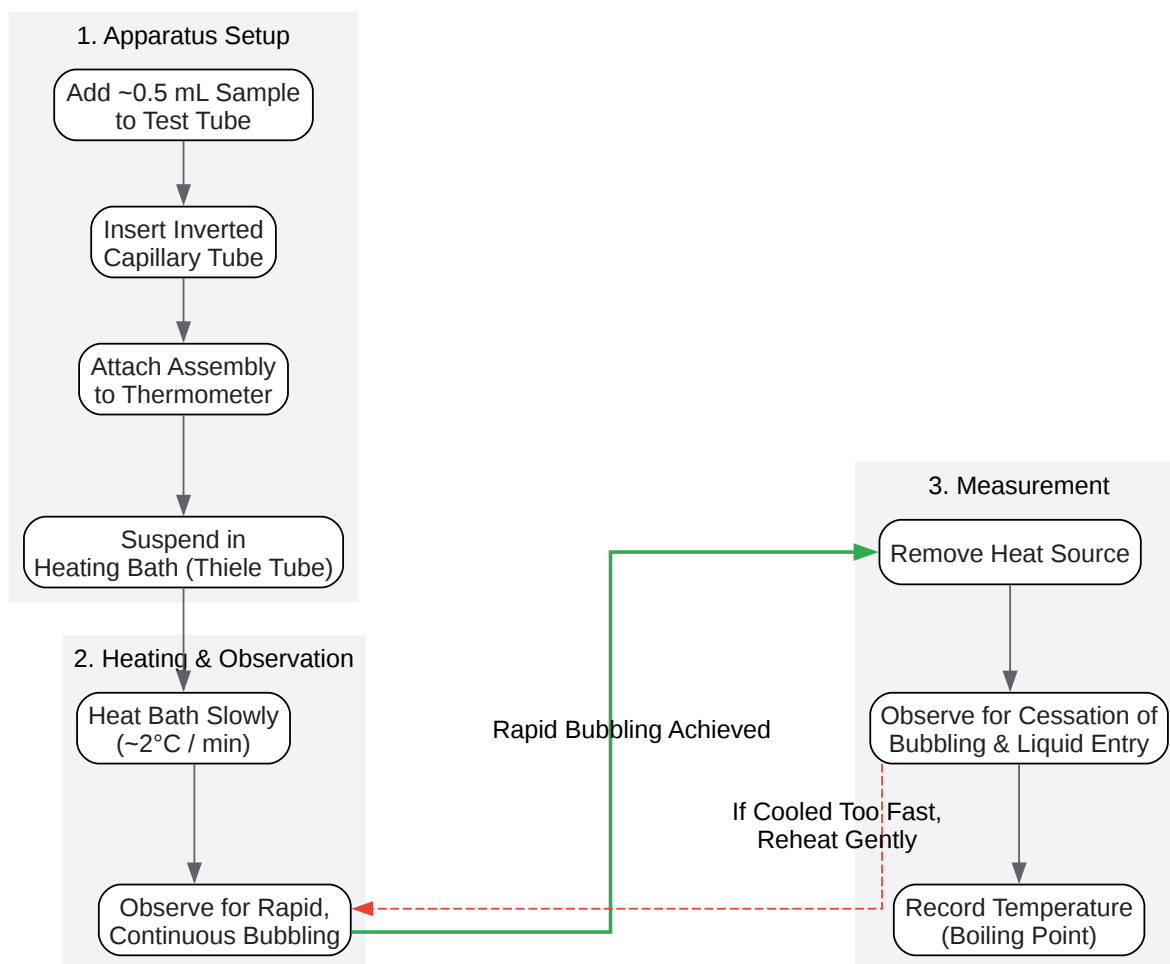 1. Apparatus Setup
Add ~0.5 mL Sample
to Test Tube
Insert Inverted
Capillary Tube
Attach Assembly
to Thermometer
Suspend in
Heating Bath (Thiele Tube)
2. Heating & Observation
Heat Bath Slowly
(~2°C / min)
Observe for Rapid,
Continuous Bubbling
Rapid Bubbling Achieved
3. Measurement
Remove Heat Source
Observe for Cessation of
Bubbling & Liquid Entry
If Cooled Too Fast,
Reheat Gently
Record Temperature
(Boiling Point)